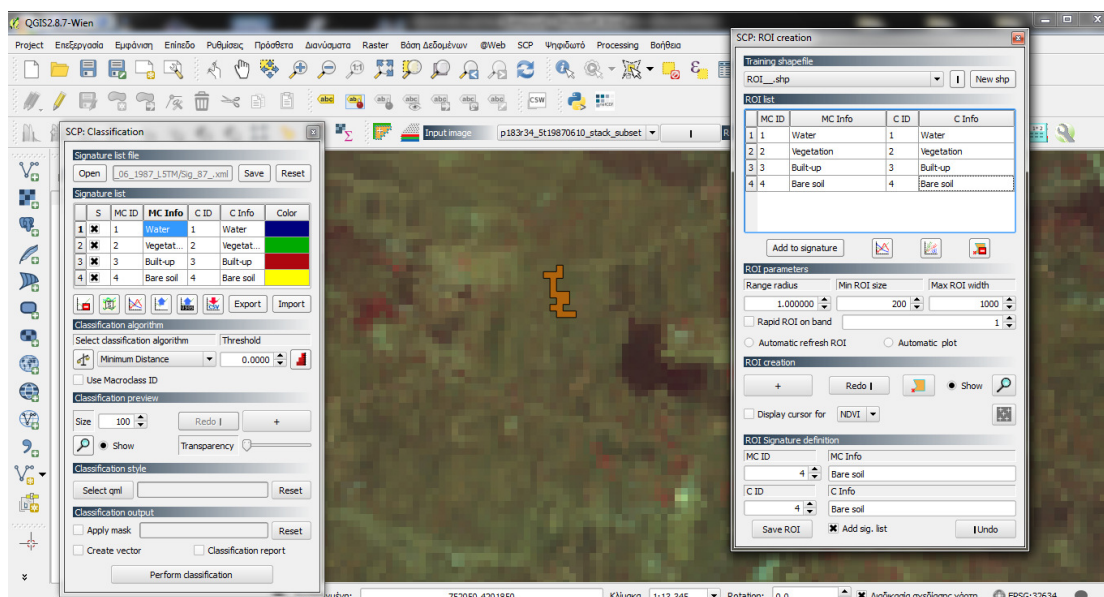 QGIS2.8.7-Wien
Project Επεξεργασία Εμφάνιση Επίπεδο Ρυθμίσεις Πρόσθετα Διανύσματα Raster Βάση Δεδομένων @Web SCP Ψηφιδωτό Processing Βοήθεια
CSW
Input image p183r34_5t19870610_stack_subset
SCP: Classification
Signature list file
Open _06_1987_L5TM/Sig_87_.xml Save Reset
Signature list
S MC ID MC Info C ID C Info Color
1 1 Water 1 Water
2 2 Vegetat... 2 Vegetat...
3 3 Built-up 3 Built-up
4 4 Bare soil 4 Bare soil
Export Import
Classification algorithm
Select classification algorithm Threshold
Minimum Distance 0.0000
Use Macroclass ID
Classification preview
Size 100 Redo +
Show Transparency
Classification style
Select qml Reset
Classification output
Apply mask Reset
Create vector Classification report
Perform classification
SCP: ROI creation
Training shapefile
ROI__.shp New shp
ROI list
MC ID MC Info C ID C Info
1 1 Water 1 Water
2 2 Vegetation 2 Vegetation
3 3 Built-up 3 Built-up
4 4 Bare soil 4 Bare soil
Add to signature
ROI parameters
Range radius Min ROI size Max ROI width
1.000000 200 1000
Rapid ROI on band 1
Automatic refresh ROI Automatic plot
ROI creation
+ Redo Show
Display cursor for NDVI
ROI Signature definition
MC ID MC Info
4 Bare soil
C ID C Info
4 Bare soil
Save ROI Add sig. list Undo
752050,4201850 Κλίμακα 1:13.345 Rotation: 0,0 Διαδικασία σχεδίασης χάρτη EPSG:32634